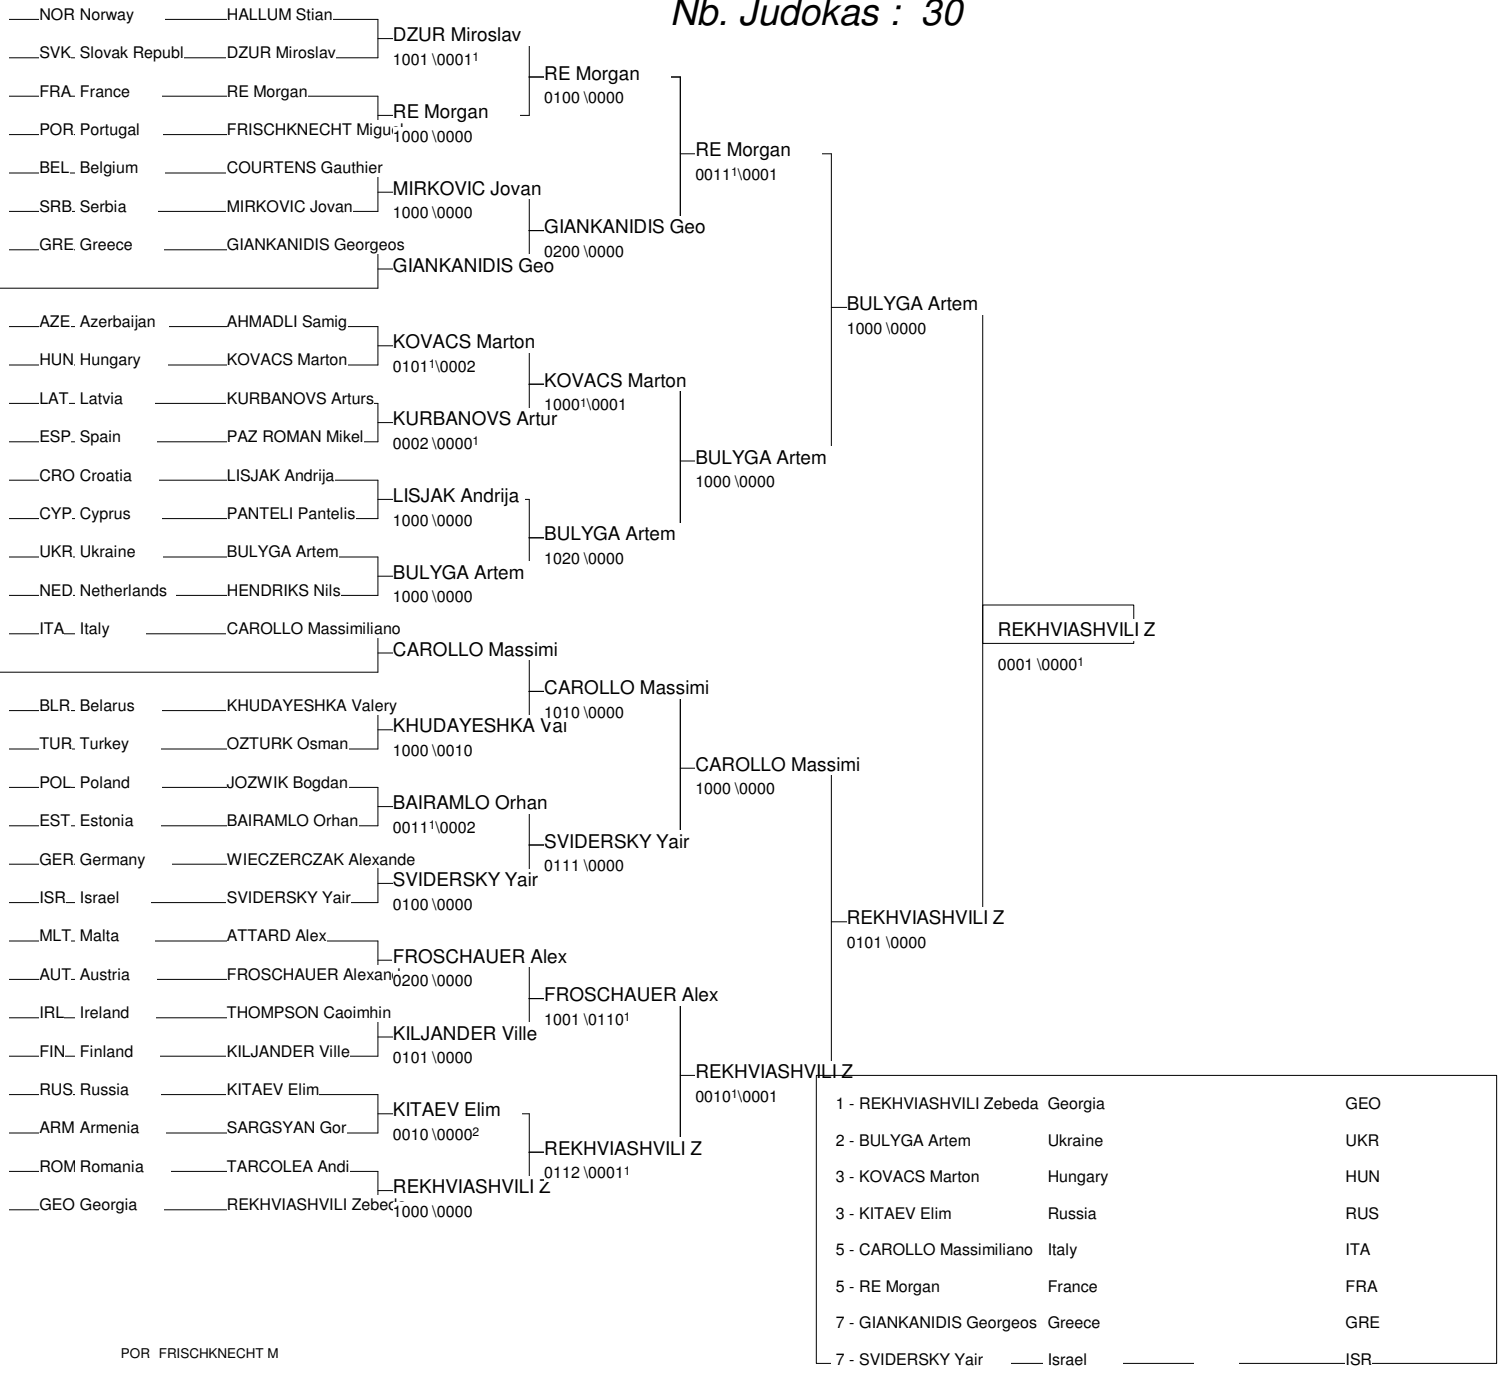 Nb. Judokas : 30
NOR Norway HALLUM Stian
DZUR Miroslav
SVK Slovak Republ DZUR Miroslav
1001 \0001¹
RE Morgan
FRA France RE Morgan
0100 \0000
RE Morgan
POR Portugal FRISCHKNECHT Miguel
1000 \0000
RE Morgan
BEL Belgium COURTENS Gauthier
0011¹\0001
MIRKOVIC Jovan
SRB Serbia MIRKOVIC Jovan
1000 \0000
GIANKANIDIS Geo
GRE Greece GIANKANIDIS Georgeos
0200 \0000
GIANKANIDIS Geo
BULYGA Artem
AZE Azerbaijan AHMADLI Samig
1000 \0000
KOVACS Marton
HUN Hungary KOVACS Marton
0101¹\0002
KOVACS Marton
LAT Latvia KURBANOVS Arturs
1000¹\0001
KURBANOVS Artur
ESP Spain PAZ ROMAN Mikel
0002 \0000¹
BULYGA Artem
CRO Croatia LISJAK Andrija
1000 \0000
LISJAK Andrija
CYP Cyprus PANTELI Pantelis
1000 \0000
BULYGA Artem
UKR Ukraine BULYGA Artem
1020 \0000
BULYGA Artem
NED Netherlands HENDRIKS Nils
1000 \0000
ITA Italy CAROLLO Massimiliano
REKHVIASHVILI Z
CAROLLO Massimi
0001 \0000¹
CAROLLO Massimi
BLR Belarus KHUDAYESHKA Valery
1010 \0000
KHUDAYESHKA Val
TUR Turkey OZTURK Osman
1000 \0010
CAROLLO Massimi
POL Poland JOZWIK Bogdan
1000 \0000
BAIRAMLO Orhan
EST Estonia BAIRAMLO Orhan
0011¹\0002
SVIDERSKY Yair
GER Germany WIECZERCZAK Alexande
0111 \0000
SVIDERSKY Yair
ISR Israel SVIDERSKY Yair
0100 \0000
REKHVIASHVILI Z
MLT Malta ATTARD Alex
0101 \0000
FROSCHAUER Alex
AUT Austria FROSCHAUER Alexan
0200 \0000
FROSCHAUER Alex
IRL Ireland THOMPSON Caoimhin
1001 \0110¹
KILJANDER Ville
FIN Finland KILJANDER Ville
0101 \0000
REKHVIASHVILI Z
RUS Russia KITAEV Elim
0010¹\0001
KITAEV Elim
ARM Armenia SARGSYAN Gor
0010 \0000²
REKHVIASHVILI Z
ROM Romania TARCOLEA Andi
0112 \0001¹
REKHVIASHVILI Z
GEO Georgia REKHVIASHVILI Zebeda
1000 \0000
1 - REKHVIASHVILI Zebeda Georgia GEO
2 - BULYGA Artem Ukraine UKR
3 - KOVACS Marton Hungary HUN
3 - KITAEV Elim Russia RUS
5 - CAROLLO Massimiliano Italy ITA
5 - RE Morgan France FRA
7 - GIANKANIDIS Georgeos Greece GRE
7 - SVIDERSKY Yair Israel ISR
POR FRISCHKNECHT M